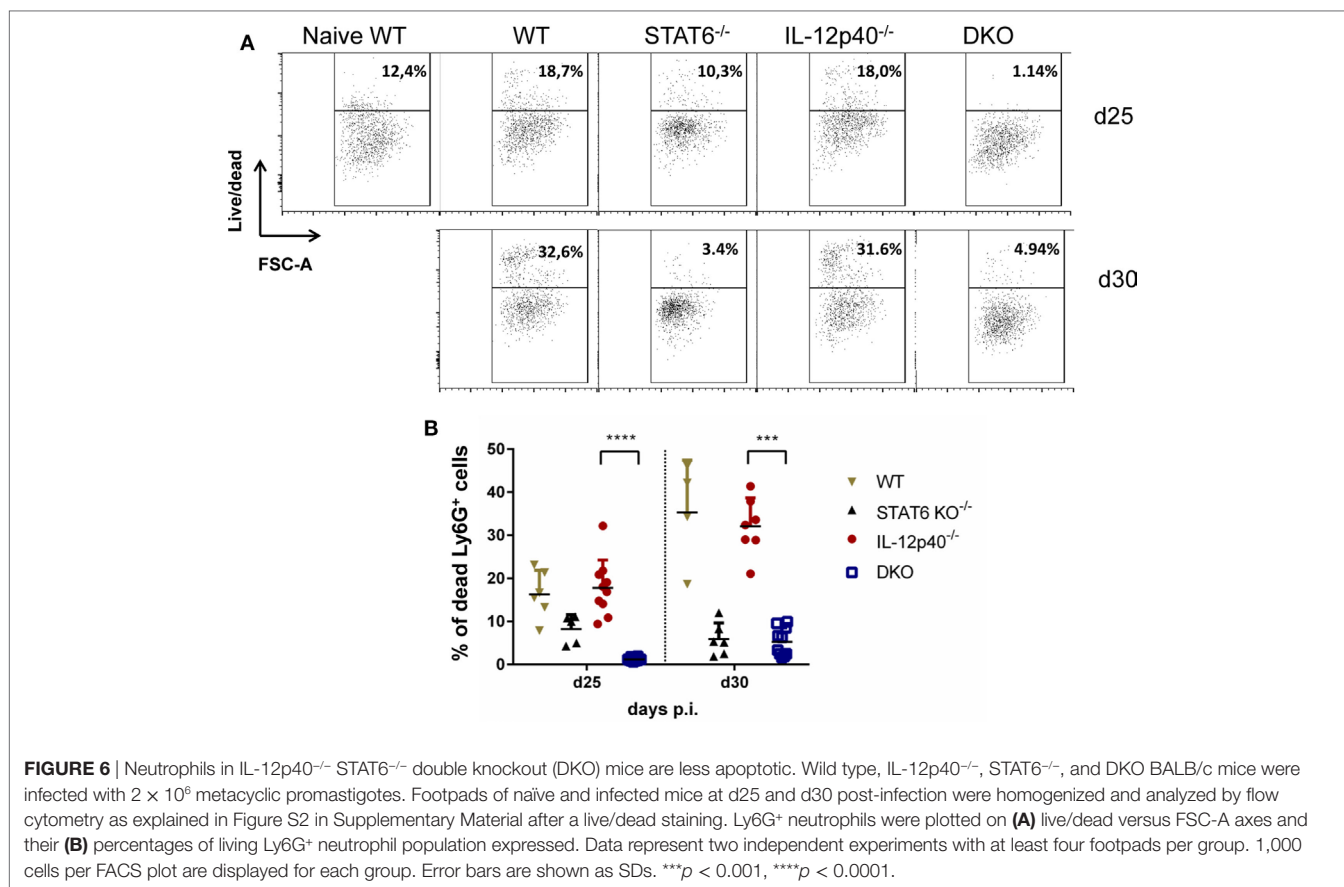 A
Naive WT WT STAT6-/- IL-12p40-/- DKO
12,4% 18,7% 10,3% 18,0% 1.14%
d25
Live/dead
FSC-A
32,6% 3.4% 31.6% 4.94%
d30
B
% of dead Ly6G+ cells
50
40
30
20
10
0
**** ***
d25 d30
days p.i.
WT
STAT6 KO-/-
IL-12p40-/-
DKO
FIGURE 6 | Neutrophils in IL-12p40−/− STAT6−/− double knockout (DKO) mice are less apoptotic. Wild type, IL-12p40−/−, STAT6−/−, and DKO BALB/c mice were
infected with 2 × 10⁶ metacyclic promastigotes. Footpads of naïve and infected mice at d25 and d30 post-infection were homogenized and analyzed by flow
cytometry as explained in Figure S2 in Supplementary Material after a live/dead staining. Ly6G+ neutrophils were plotted on (A) live/dead versus FSC-A axes and
their (B) percentages of living Ly6G+ neutrophil population expressed. Data represent two independent experiments with at least four footpads per group. 1,000
cells per FACS plot are displayed for each group. Error bars are shown as SDs. ***p < 0.001, ****p < 0.0001.